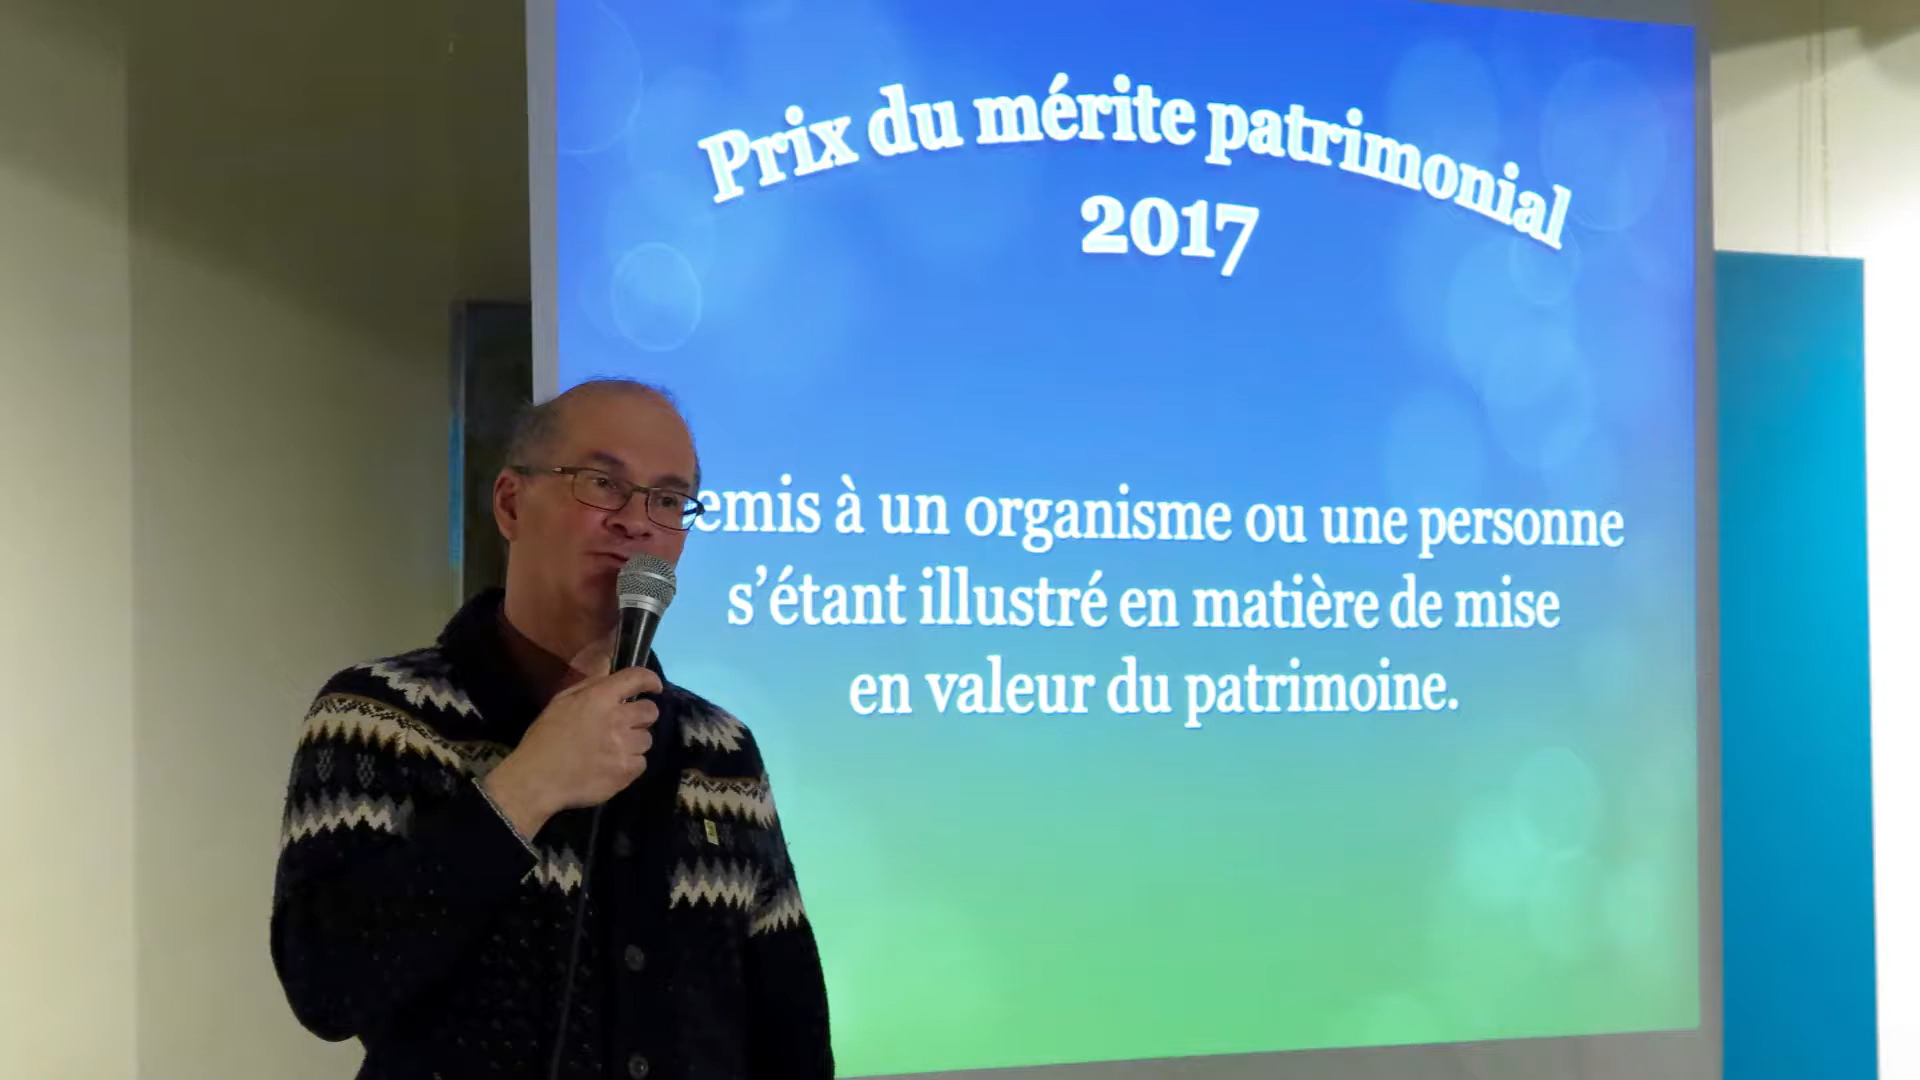 Prix du mérite patrimonial
2017
emis à un organisme ou une personne
s'étant illustré en matière de mise
en valeur du patrimoine.